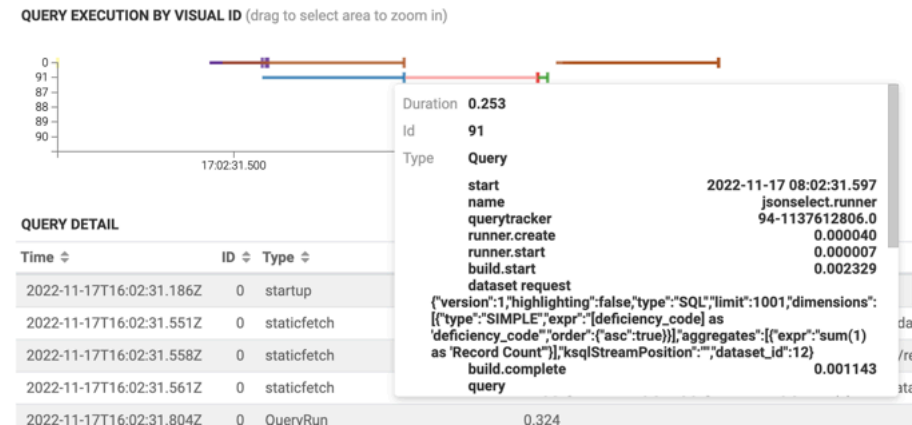 QUERY EXECUTION BY VISUAL ID (drag to select area to zoom in)
0
91
87
88
89
90
17:02:31.500
Duration 0.253
Id 91
Type Query
start 2022-11-17 08:02:31.597
name jsonselect.runner
querytracker 94-1137612806.0
runner.create 0.000040
runner.start 0.000007
build.start 0.002329
dataset request
{"version":1,"highlighting":false,"type":"SQL","limit":1001,"dimensions":
[{"type":"SIMPLE","expr":"[deficiency_code] as
'deficiency_code'","order":{"asc":true}}],"aggregates":[{"expr":"sum(1)
as 'Record Count'"}],"ksqlStreamPosition":"","dataset_id":12}
build.complete 0.001143
query
QUERY DETAIL
Time ID Type
2022-11-17T16:02:31.186Z 0 startup
2022-11-17T16:02:31.551Z 0 staticfetch
2022-11-17T16:02:31.558Z 0 staticfetch
2022-11-17T16:02:31.561Z 0 staticfetch
2022-11-17T16:02:31.804Z 0 QueryRun 0.324